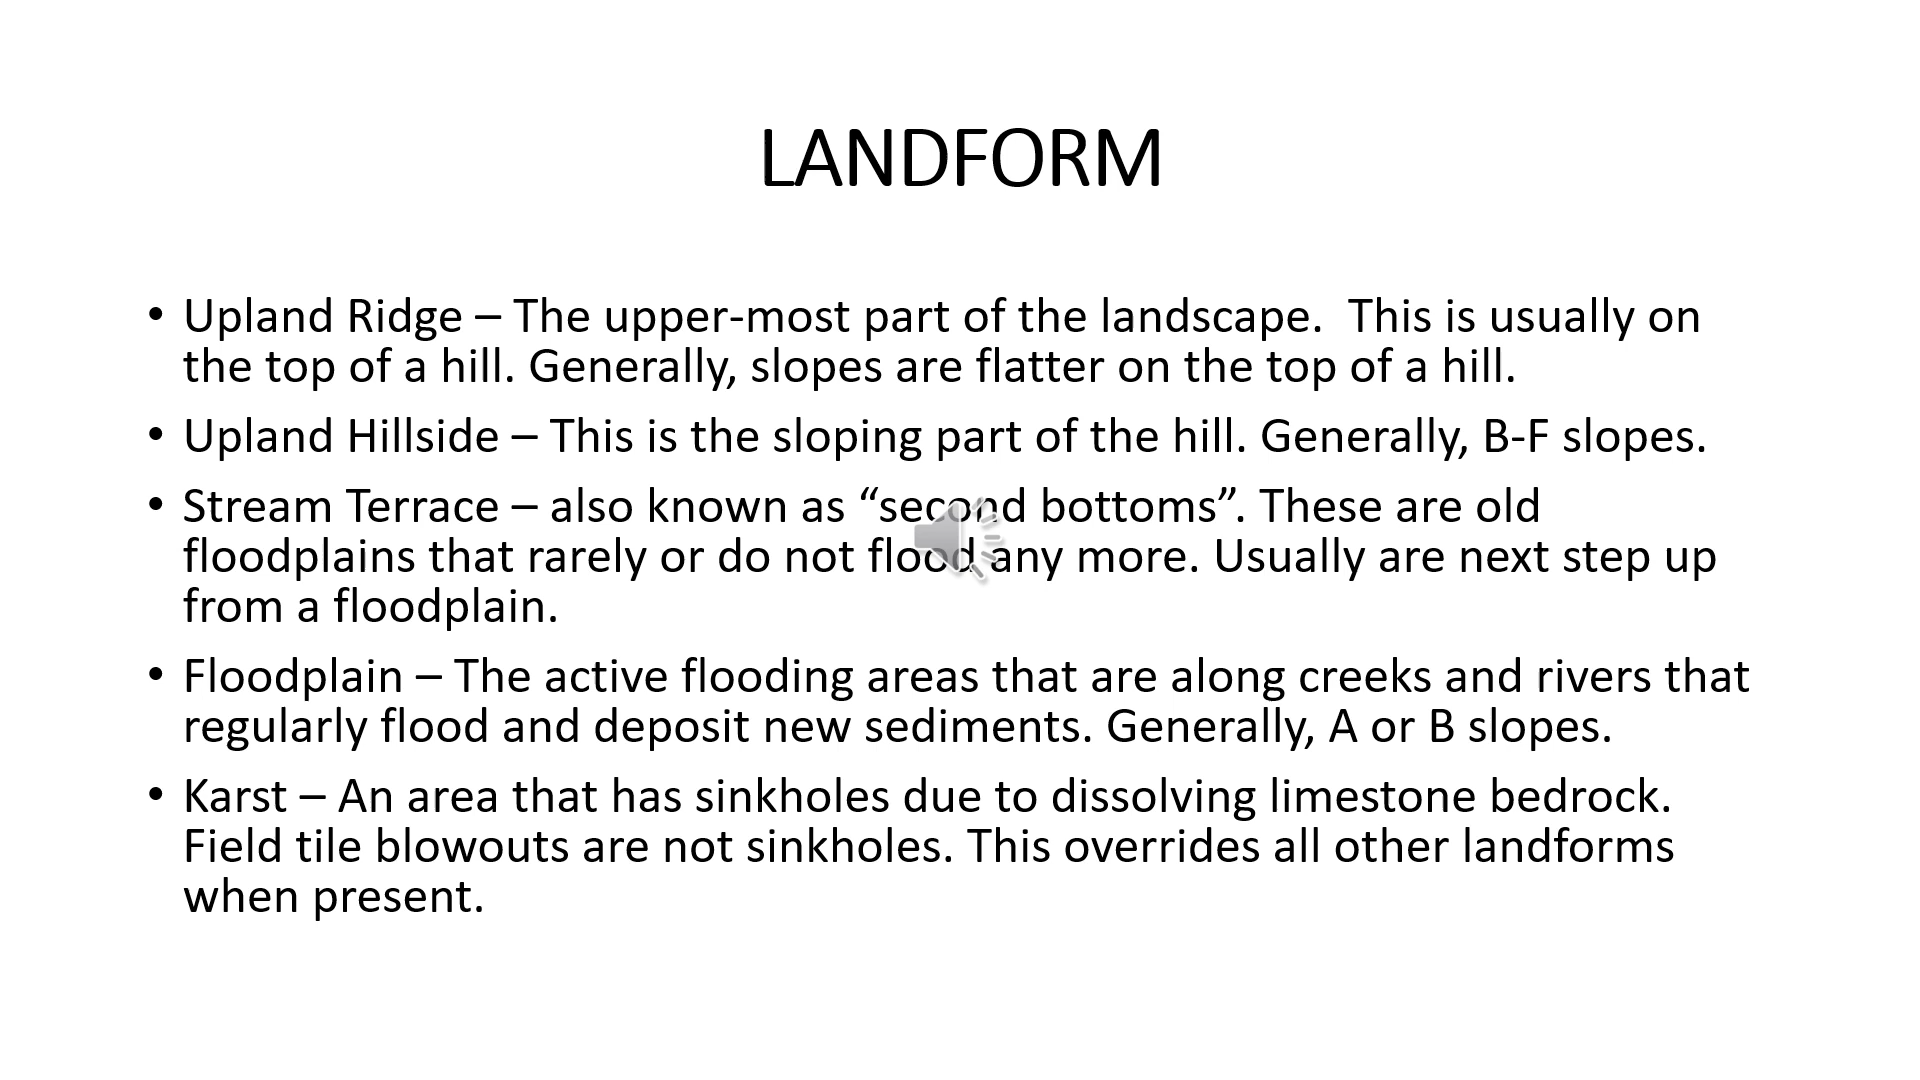 LANDFORM
• Upland Ridge – The upper-most part of the landscape.  This is usually on
the top of a hill. Generally, slopes are flatter on the top of a hill.
• Upland Hillside – This is the sloping part of the hill. Generally, B-F slopes.
• Stream Terrace – also known as “second bottoms”. These are old
floodplains that rarely or do not flood any more. Usually are next step up
from a floodplain.
• Floodplain – The active flooding areas that are along creeks and rivers that
regularly flood and deposit new sediments. Generally, A or B slopes.
• Karst – An area that has sinkholes due to dissolving limestone bedrock.
Field tile blowouts are not sinkholes. This overrides all other landforms
when present.